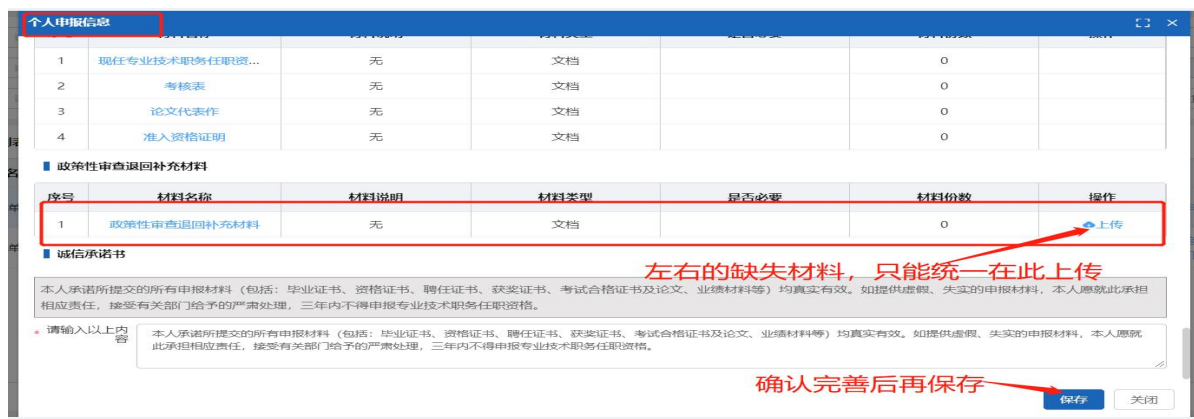 个人申报信息
1 现任专业技术职务任职资... 无 文档 0
2 考核表 无 文档 0
3 论文代表作 无 文档 0
4 准入资格证明 无 文档 0
政策性审查退回补充材料
序号 材料名称 材料说明 材料类型 是否必要 材料份数 操作
1 政策性审查退回补充材料 无 文档 0 上传
诚信承诺书
左右的缺失材料，只能统一在此上传
本人承诺所提交的所有申报材料（包括：毕业证书、资格证书、聘任证书、获奖证书、考试合格证书及论文、业绩材料等）均真实有效。如提供虚假、失实的申报材料，本人愿就此承担
相应责任，接受有关部门给予的严肃处理，三年内不得申报专业技术职务任职资格。
* 请输入以上内
容
本人承诺所提交的所有申报材料（包括：毕业证书、资格证书、聘任证书、获奖证书、考试合格证书及论文、业绩材料等）均真实有效。如提供虚假、失实的申报材料，本人愿就
此承担相应责任，接受有关部门给予的严肃处理，三年内不得申报专业技术职务任职资格。
确认完善后再保存
保存 关闭